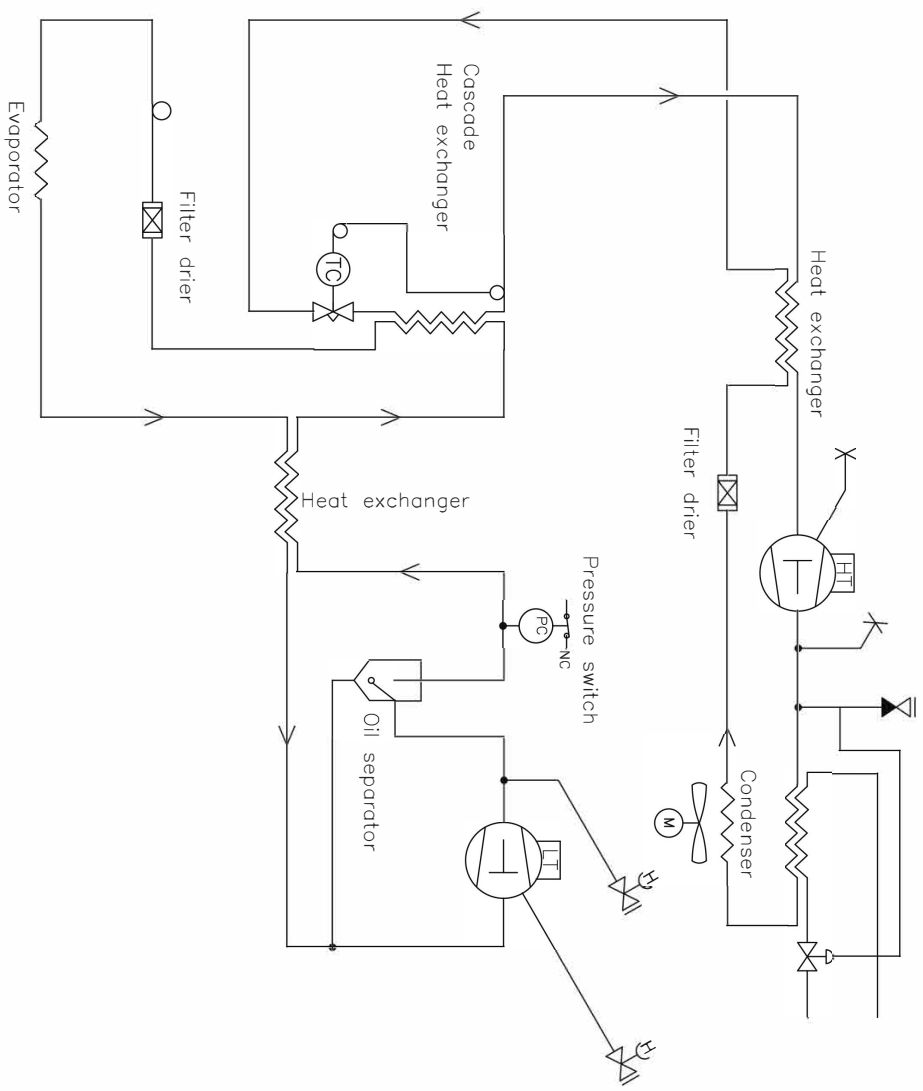 Cascade
Heat exchanger
Evaporator
Filter drier
TC
Heat exchanger
Filter drier
HT
Heat exchanger
Pressure switch
PC
NC
Oil separator
Condenser
M
LT